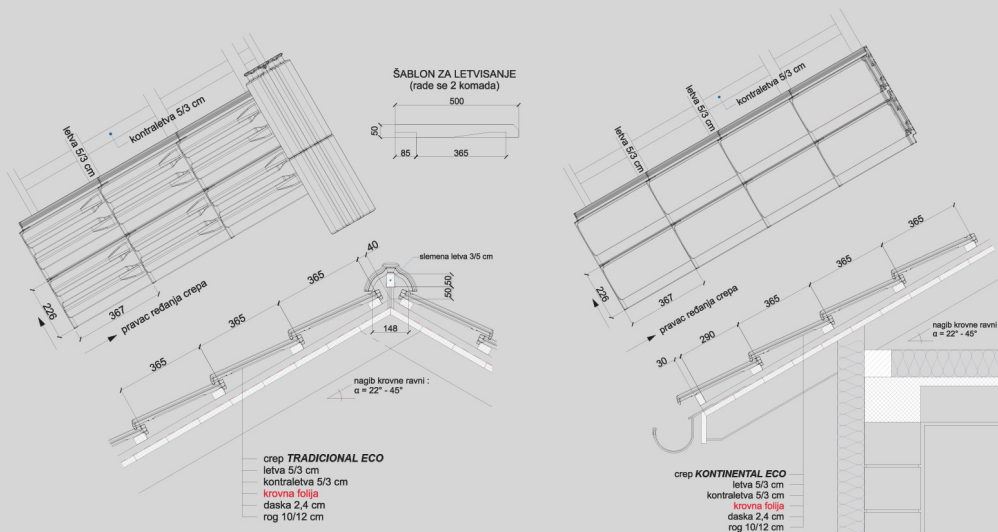 ŠABLON ZA LETVISANJE
(rade se 2 komada)
500
50
85
365
letva 5/3 cm
kontraletva 5/3 cm
letva 5/3 cm
226
367
pravac ređanja crepa
365
365
365
40
slemena letva 3/5 cm
50
50
148
nagib krovne ravni :
α = 22° - 45°
crep TRADICIONAL ECO
letva 5/3 cm
kontraletva 5/3 cm
krovna folija
daska 2,4 cm
rog 10/12 cm
letva 5/3 cm
kontraletva 5/3 cm
letva 5/3 cm
226
367
pravac ređanja crepa
30
290
365
365
365
nagib krovne ravni
α = 22° - 45°
crep KONTINENTAL ECO
letva 5/3 cm
kontraletva 5/3 cm
krovna folija
daska 2,4 cm
rog 10/12 cm